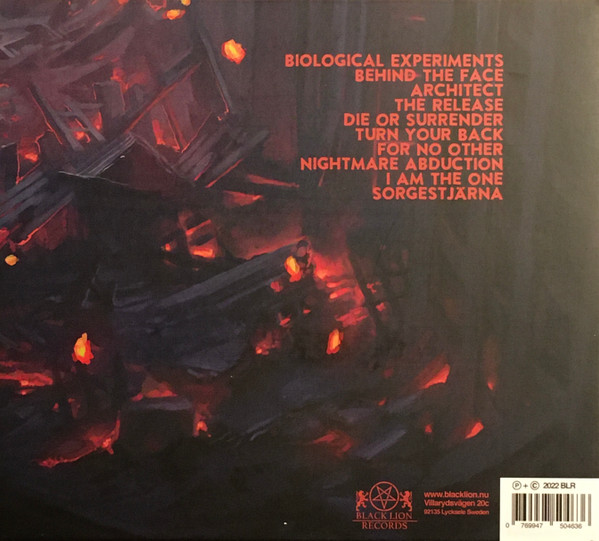 BIOLOGICAL EXPERIMENTS
BEHIND THE FACE
ARCHITECT
THE RELEASE
DIE OR SURRENDER
TURN YOUR BACK
FOR NO OTHER
NIGHTMARE ABDUCTION
I AM THE ONE
SORGESTJÄRNA
BLACK LION
RECORDS
www.blacklion.nu
Villarydsvägen 20c
92135 Lycksele Sweden
Ⓟ + © 2022 BLR
0 789947 504636